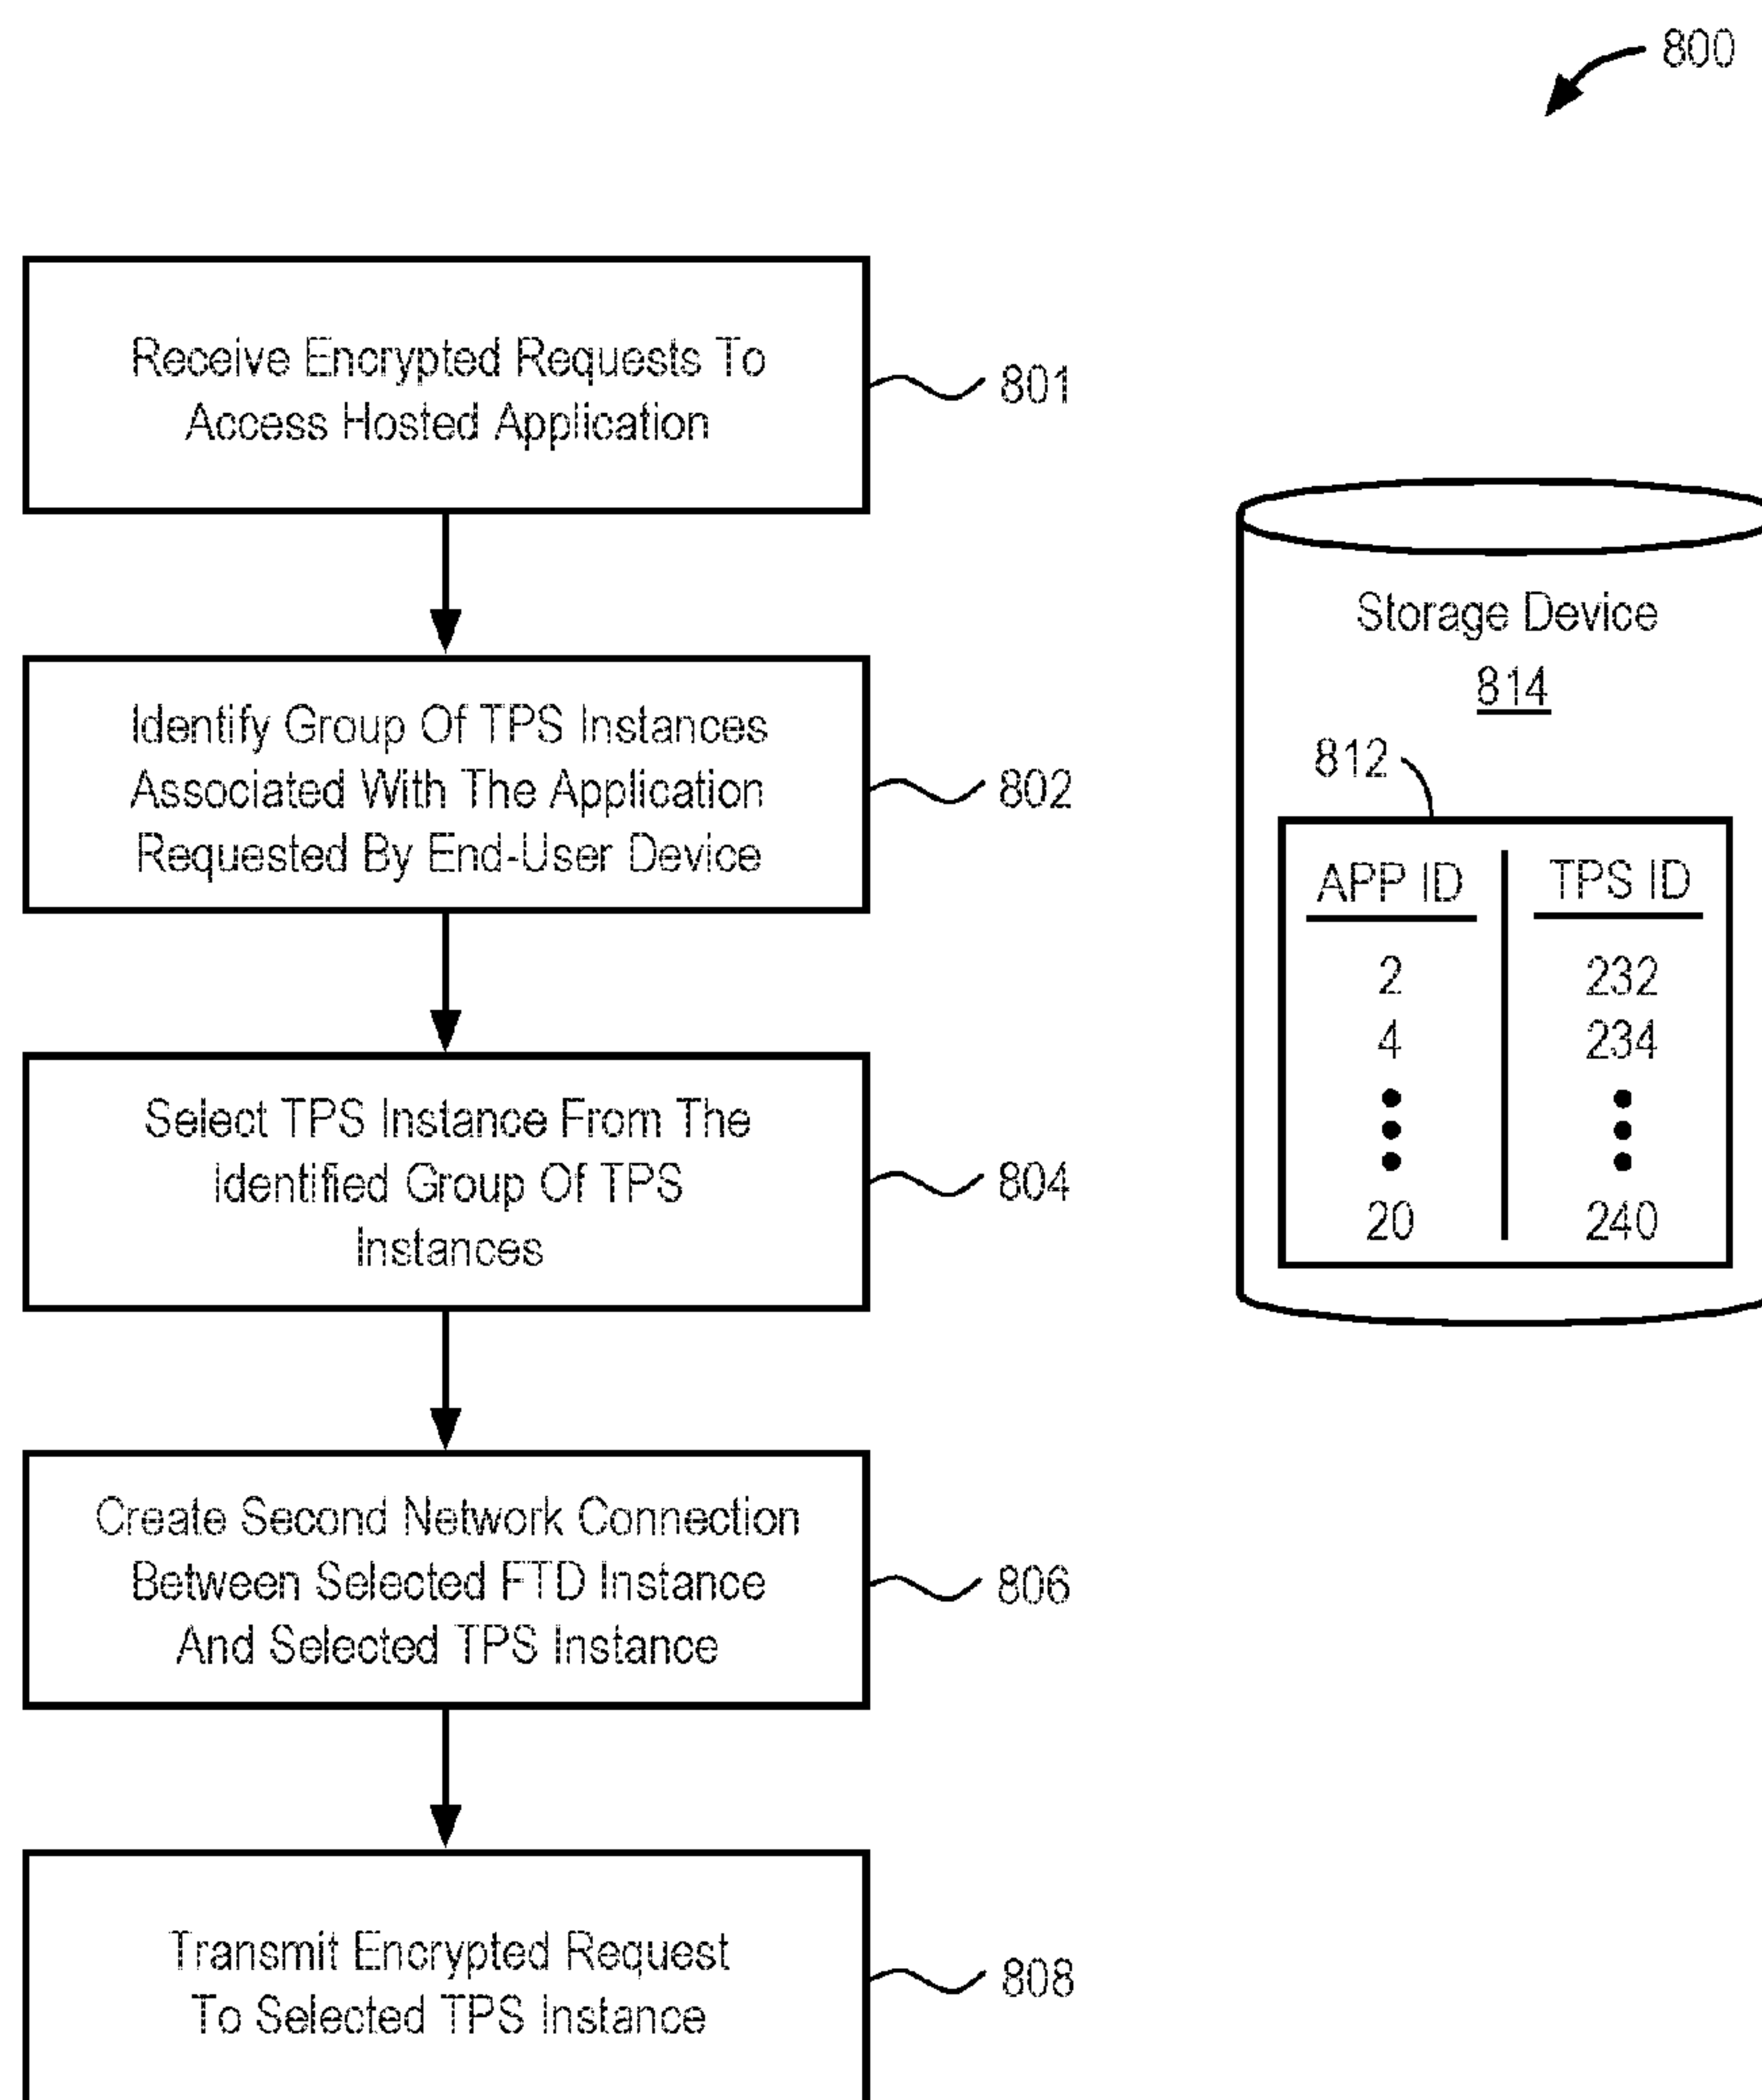 800
Receive Encrypted Requests To
Access Hosted Application
801
Identify Group Of TPS Instances
Associated With The Application
Requested By End-User Device
802
Select TPS Instance From The
Identified Group Of TPS
Instances
804
Create Second Network Connection
Between Selected FTD Instance
And Selected TPS Instance
806
Transmit Encrypted Request
To Selected TPS Instance
808
Storage Device
814
812
APP ID TPS ID
2 232
4 234
20 240